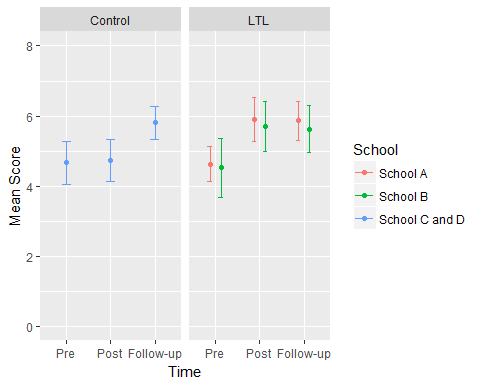 Control LTL
8
6
4
2
0
Mean Score
Pre Post Follow-up Pre Post Follow-up
Time
School
School A
School B
School C and D